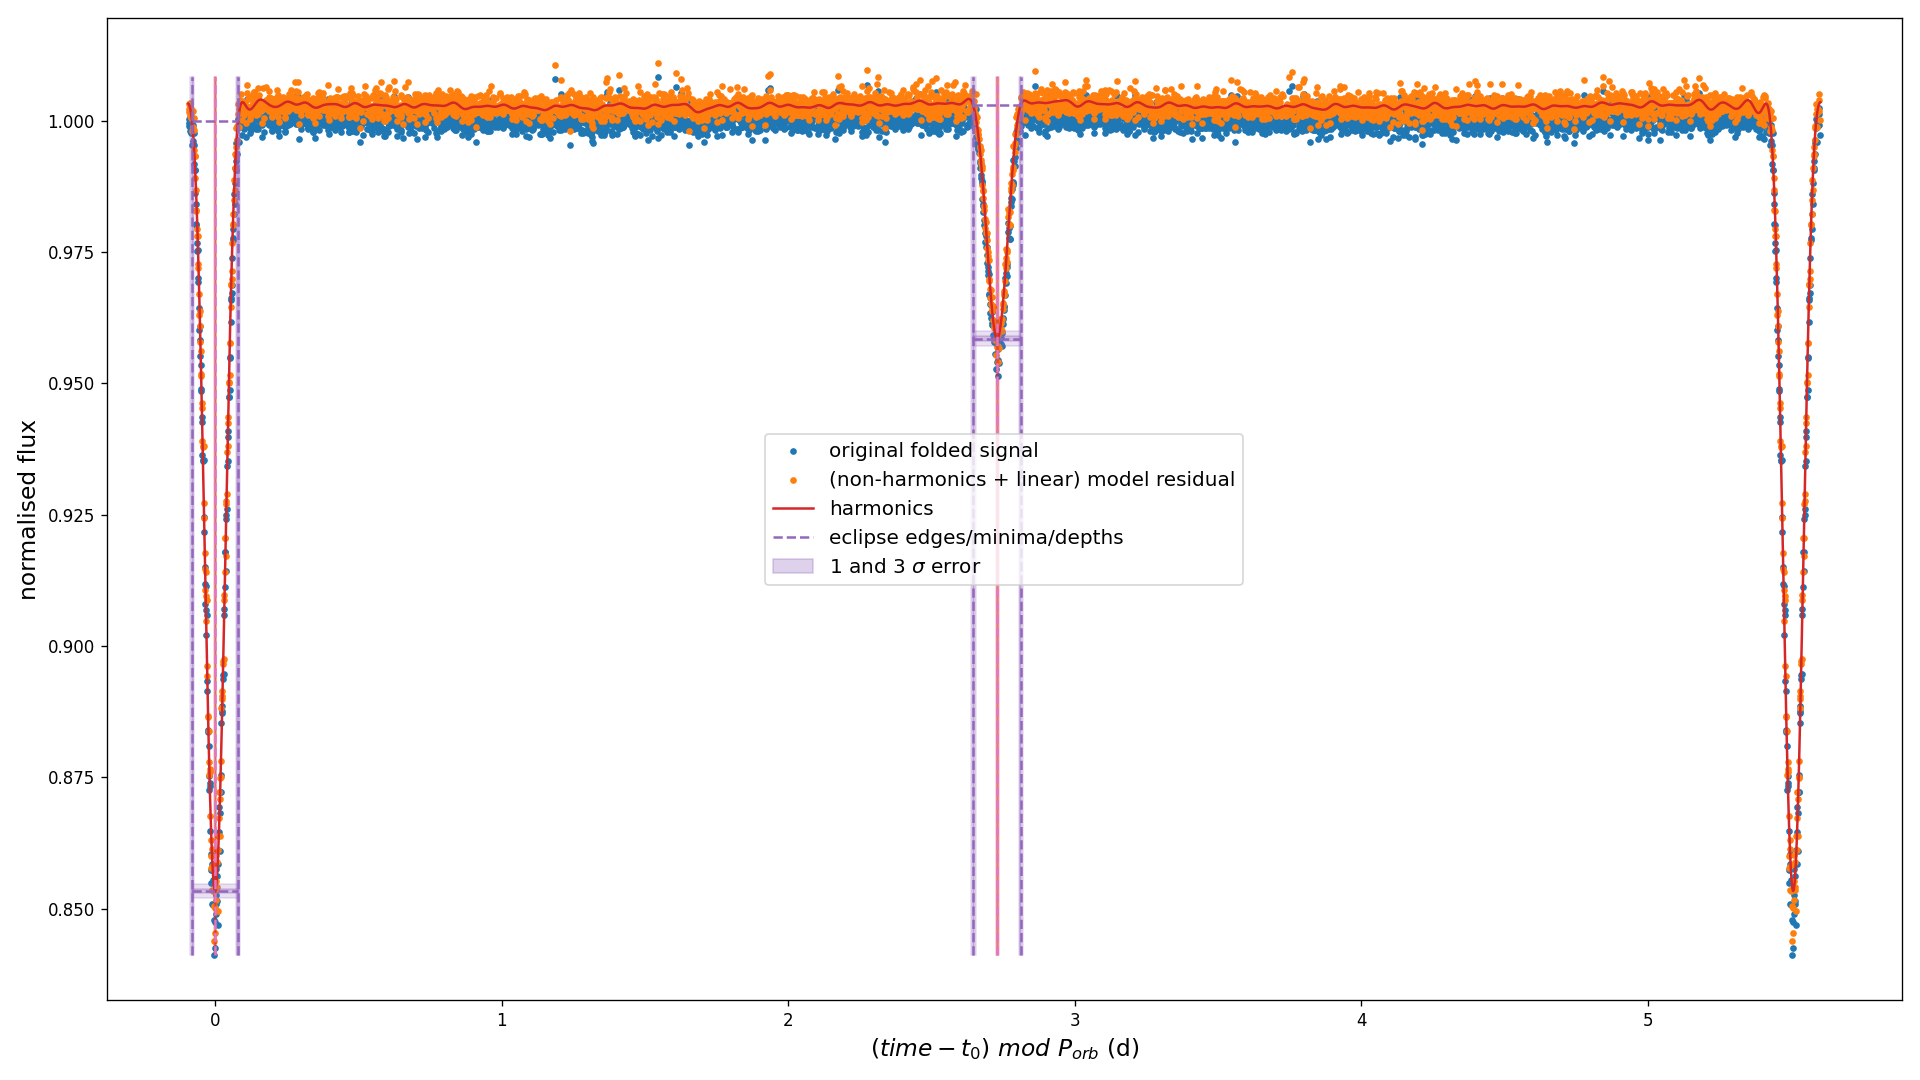 normalised flux
1.000
0.975
0.950
0.925
0.900
0.875
0.850
original folded signal
(non-harmonics + linear) model residual
harmonics
eclipse edges/minima/depths
1 and 3 σ error
0 1 2 3 4 5
(time − t₀) mod P_orb (d)